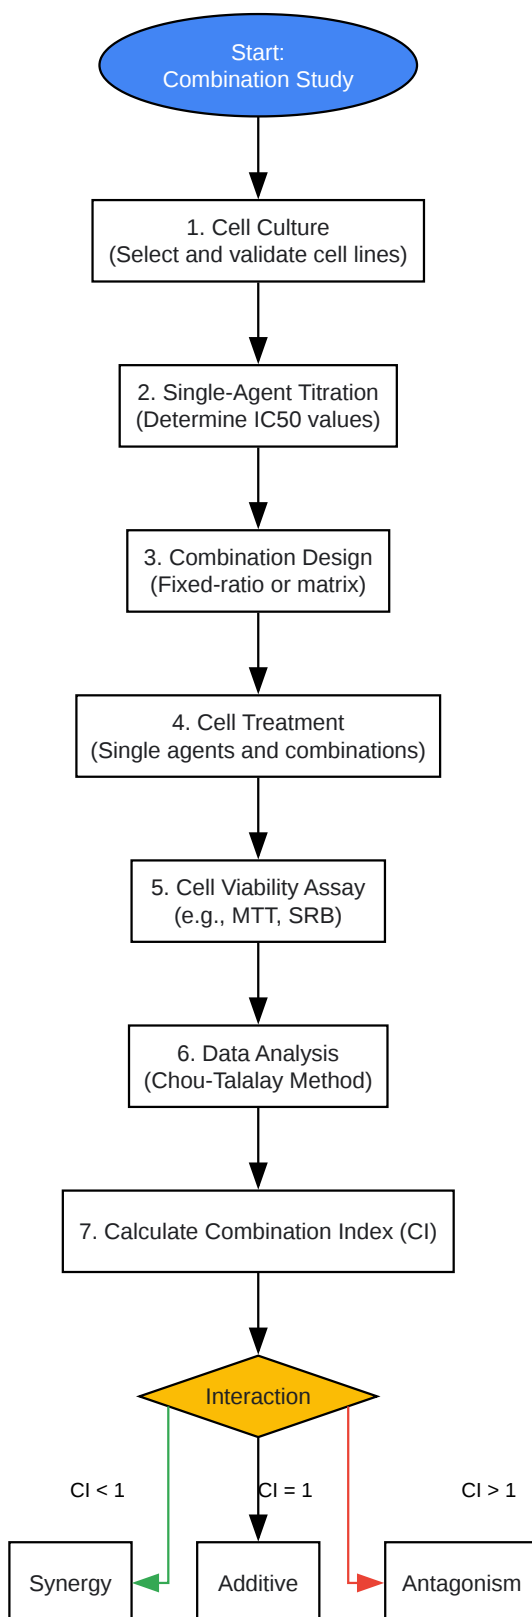 Start:
Combination Study
1. Cell Culture
(Select and validate cell lines)
2. Single-Agent Titration
(Determine IC50 values)
3. Combination Design
(Fixed-ratio or matrix)
4. Cell Treatment
(Single agents and combinations)
5. Cell Viability Assay
(e.g., MTT, SRB)
6. Data Analysis
(Chou-Talalay Method)
7. Calculate Combination Index (CI)
Interaction
CI < 1
CI = 1
CI > 1
Synergy
Additive
Antagonism